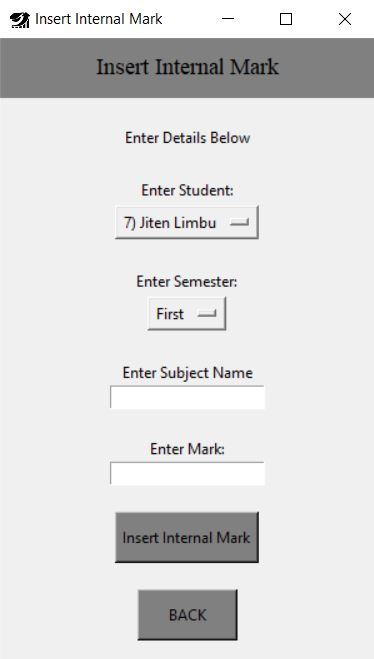 Insert Internal Mark
Insert Internal Mark
Enter Details Below
Enter Student:
7) Jiten Limbu
Enter Semester:
First
Enter Subject Name
Enter Mark:
Insert Internal Mark
BACK